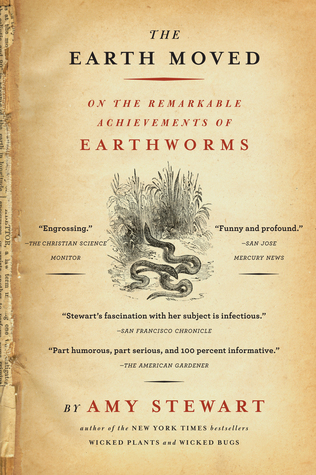 THE
EARTH MOVED
ON THE REMARKABLE
ACHIEVEMENTS OF
EARTHWORMS
“Engrossing.”
–THE CHRISTIAN SCIENCE
MONITOR
“Funny and profound.”
–SAN JOSE
MERCURY NEWS
“Stewart’s fascination with her subject is infectious.”
–SAN FRANCISCO CHRONICLE
“Part humorous, part serious, and 100 percent informative.”
–THE AMERICAN GARDENER
BY AMY STEWART
author of the NEW YORK TIMES bestsellers
WICKED PLANTS and WICKED BUGS